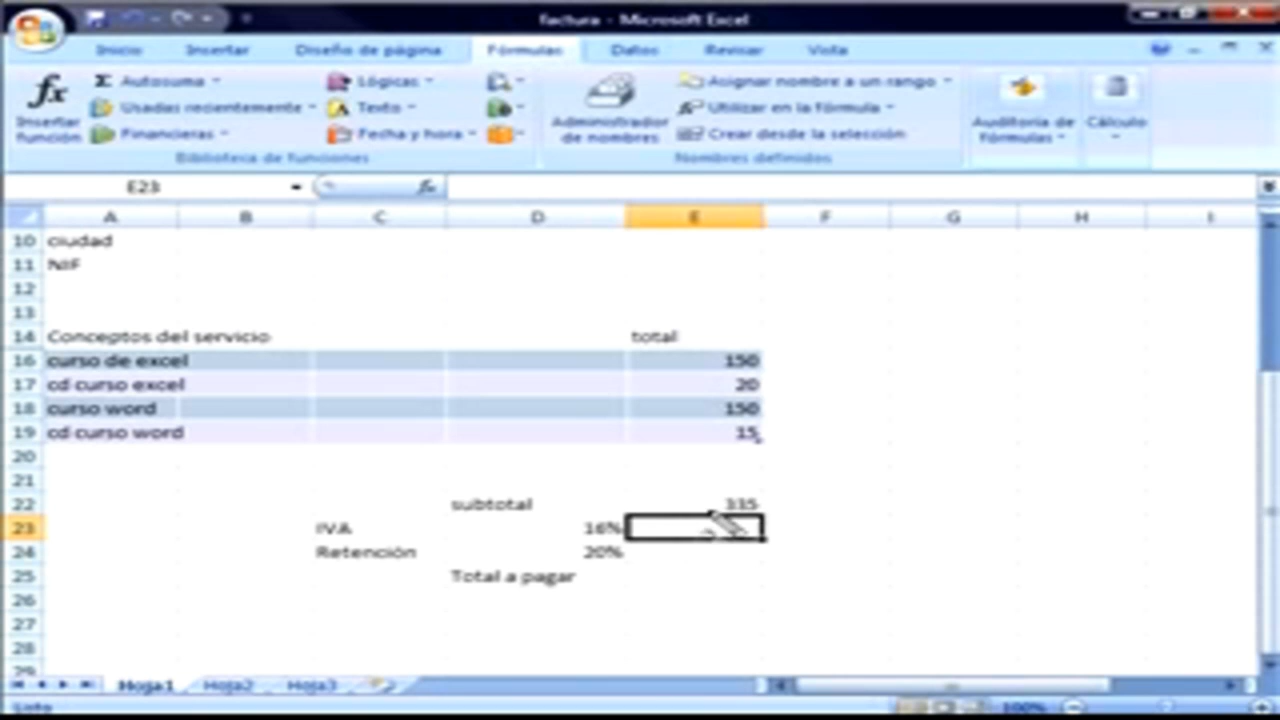 factura - Microsoft Excel
Inicio Insertar Diseño de página Fórmulas Datos Revisar Vista
fx Insertar función
Σ Autosuma
Usadas recientemente
Financieras
Lógicas
Texto
Fecha y hora
Biblioteca de funciones
Administrador de nombres
Asignar nombre a un rango
Utilizar en la fórmula
Crear desde la selección
Nombres definidos
Auditoría de fórmulas
Cálculo
E23 fx
A B C D E F G H I
10 ciudad
11 NIF
12
13
14 Conceptos del servicio total
16 curso de excel 150
17 cd curso excel 20
18 curso word 150
19 cd curso word 15
20
21
22 subtotal 335
23 IVA 16%
24 Retención 20%
25 Total a pagar
26
27
28
29
Hoja1 Hoja2 Hoja3
Listo 100%